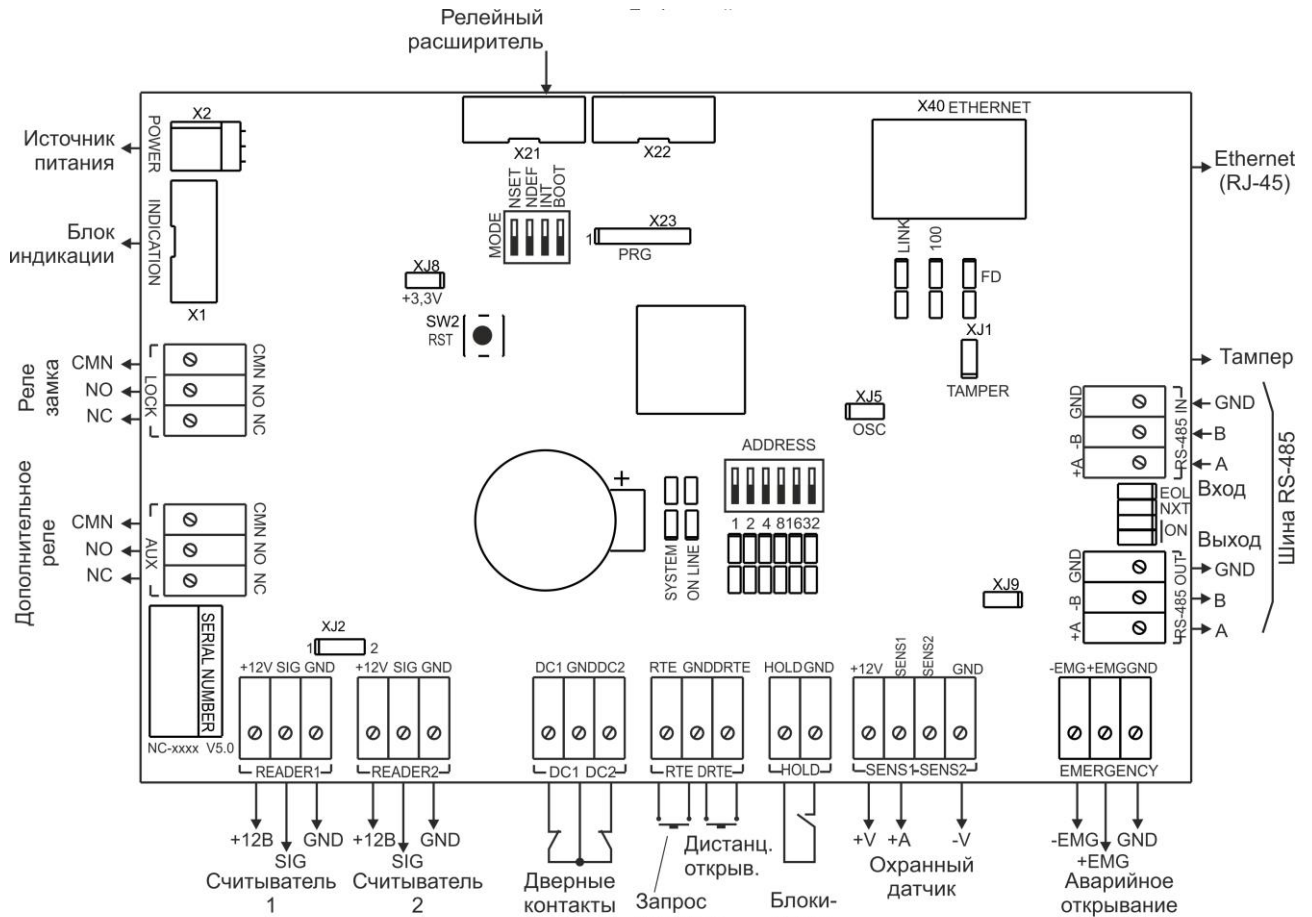 Релейный
расширитель
X2
POWER
Источник
питания
INDICATION
Блок
индикации
X1
X21
X22
NSET
NDEF
INT
BOOT
MODE
X23
1
PRG
X40 ETHERNET
Ethernet
(RJ-45)
LINK
100
FD
XJ8
+3,3V
SW2
RST
XJ1
TAMPER
Тампер
XJ5
OSC
Реле
замка
CMN
NO
NC
LOCK
CMN NO NC
Дополнительное
реле
CMN
NO
NC
AUX
CMN NO NC
+
ADDRESS
1 2 4 8 16 32
SYSTEM
ON LINE
GND
-B
+A
RS-485 IN
GND
B
A
EOL
NXT
ON
Вход
Выход
Шина RS-485
GND
-B
+A
RS-485 OUT
GND
B
A
XJ9
SERIAL NUMBER
NC-xxxx V5.0
XJ2
1 2
+12V SIG GND
+12V SIG GND
DC1 GND DC2
RTE GND DRTE
HOLD GND
+12V SENS1 SENS2 GND
-EMG +EMG GND
READER1
READER2
DC1 DC2
RTE DRTE
HOLD
SENS1 SENS2
EMERGENCY
+12В SIG GND
Считыватель
1
+12В SIG GND
Считыватель
2
Дверные
контакты
Запрос
Дистанц.
открыв.
Блоки-
+V +A -V
Охранный
датчик
-EMG +EMG GND
Аварийное
открывание